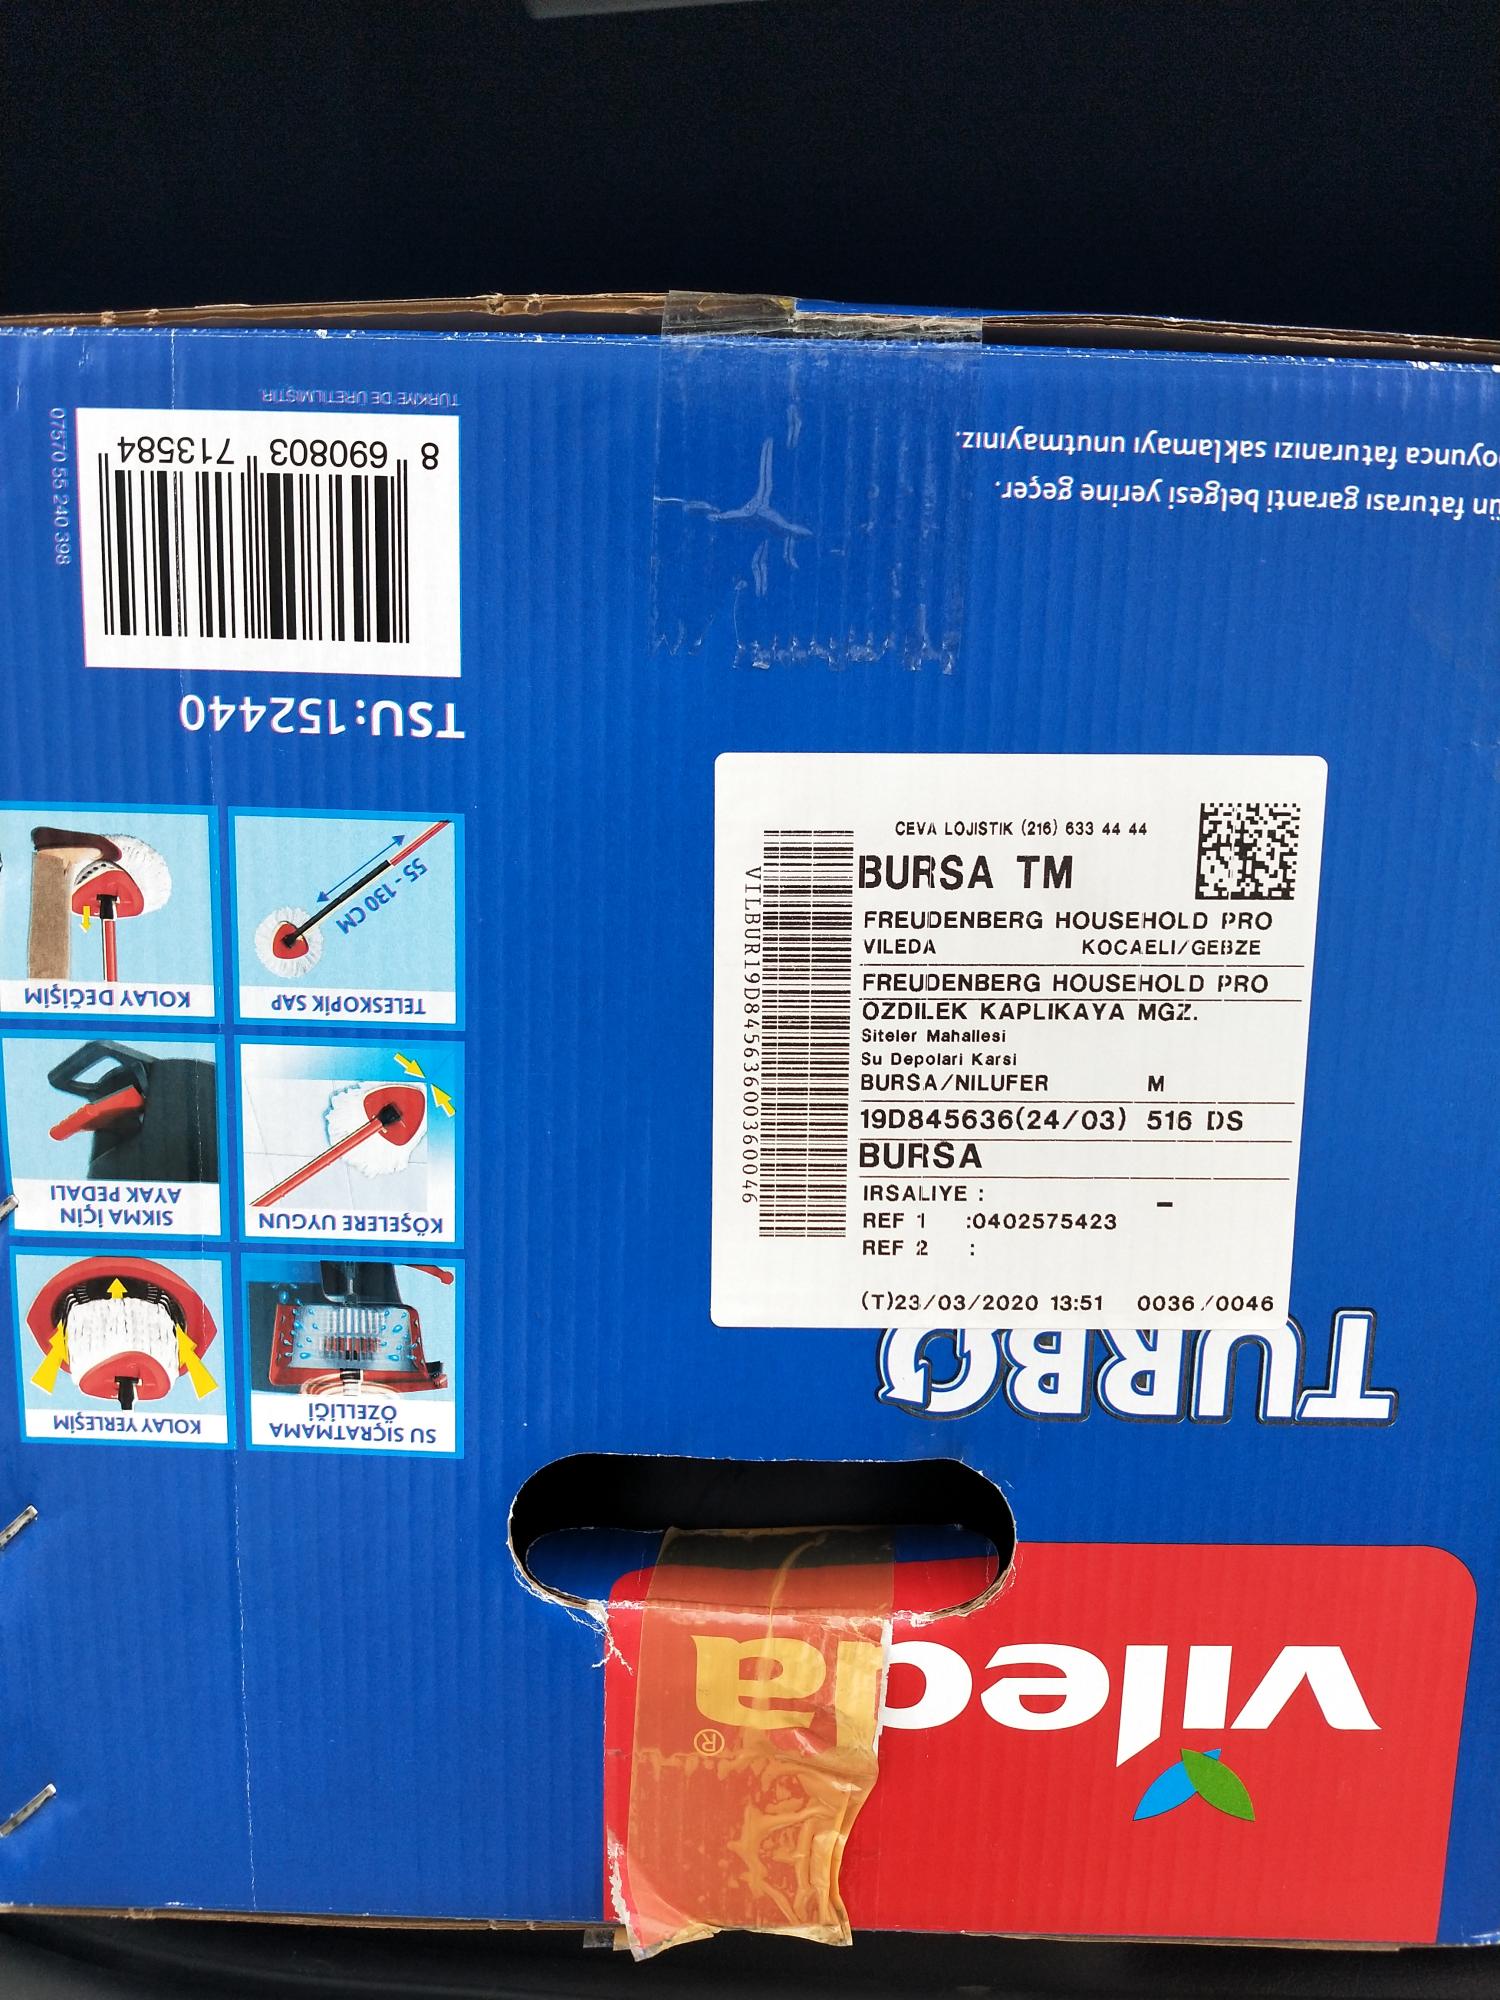 CEVA LOJISTIK (216) 633 44 44
BURSA TM
FREUDENBERG HOUSEHOLD PRO
VILEDA KOCAELI/GEBZE
FREUDENBERG HOUSEHOLD PRO
OZDILEK KAPLIKAYA MGZ.
Siteler Mahallesi
Su Depolari Karsi
BURSA/NILUFER M
19D845636(24/03) 516 DS
BURSA
IRSALIYE : -
REF 1 :0402575423
REF 2 :
(T)23/03/2020 13:51 0036/0046
VILBUR19D84563600360046
vileda®
TURBO
SU SIÇRATMAMA
ÖZELLİĞİ
KOLAY YERLEŞİM
KÖŞELERE UYGUN
SIKMA İÇİN
AYAK PEDALI
TELESKOPİK SAP
55 - 130 CM
KOLAY DEĞİŞİM
TSU:152440
8 690803 713584
TÜRKİYE'DE ÜRETİLMİŞTİR.
07570 55 240 398
ün faturası garanti belgesi yerine geçer.
oyunca faturanızı saklamayı unutmayınız.